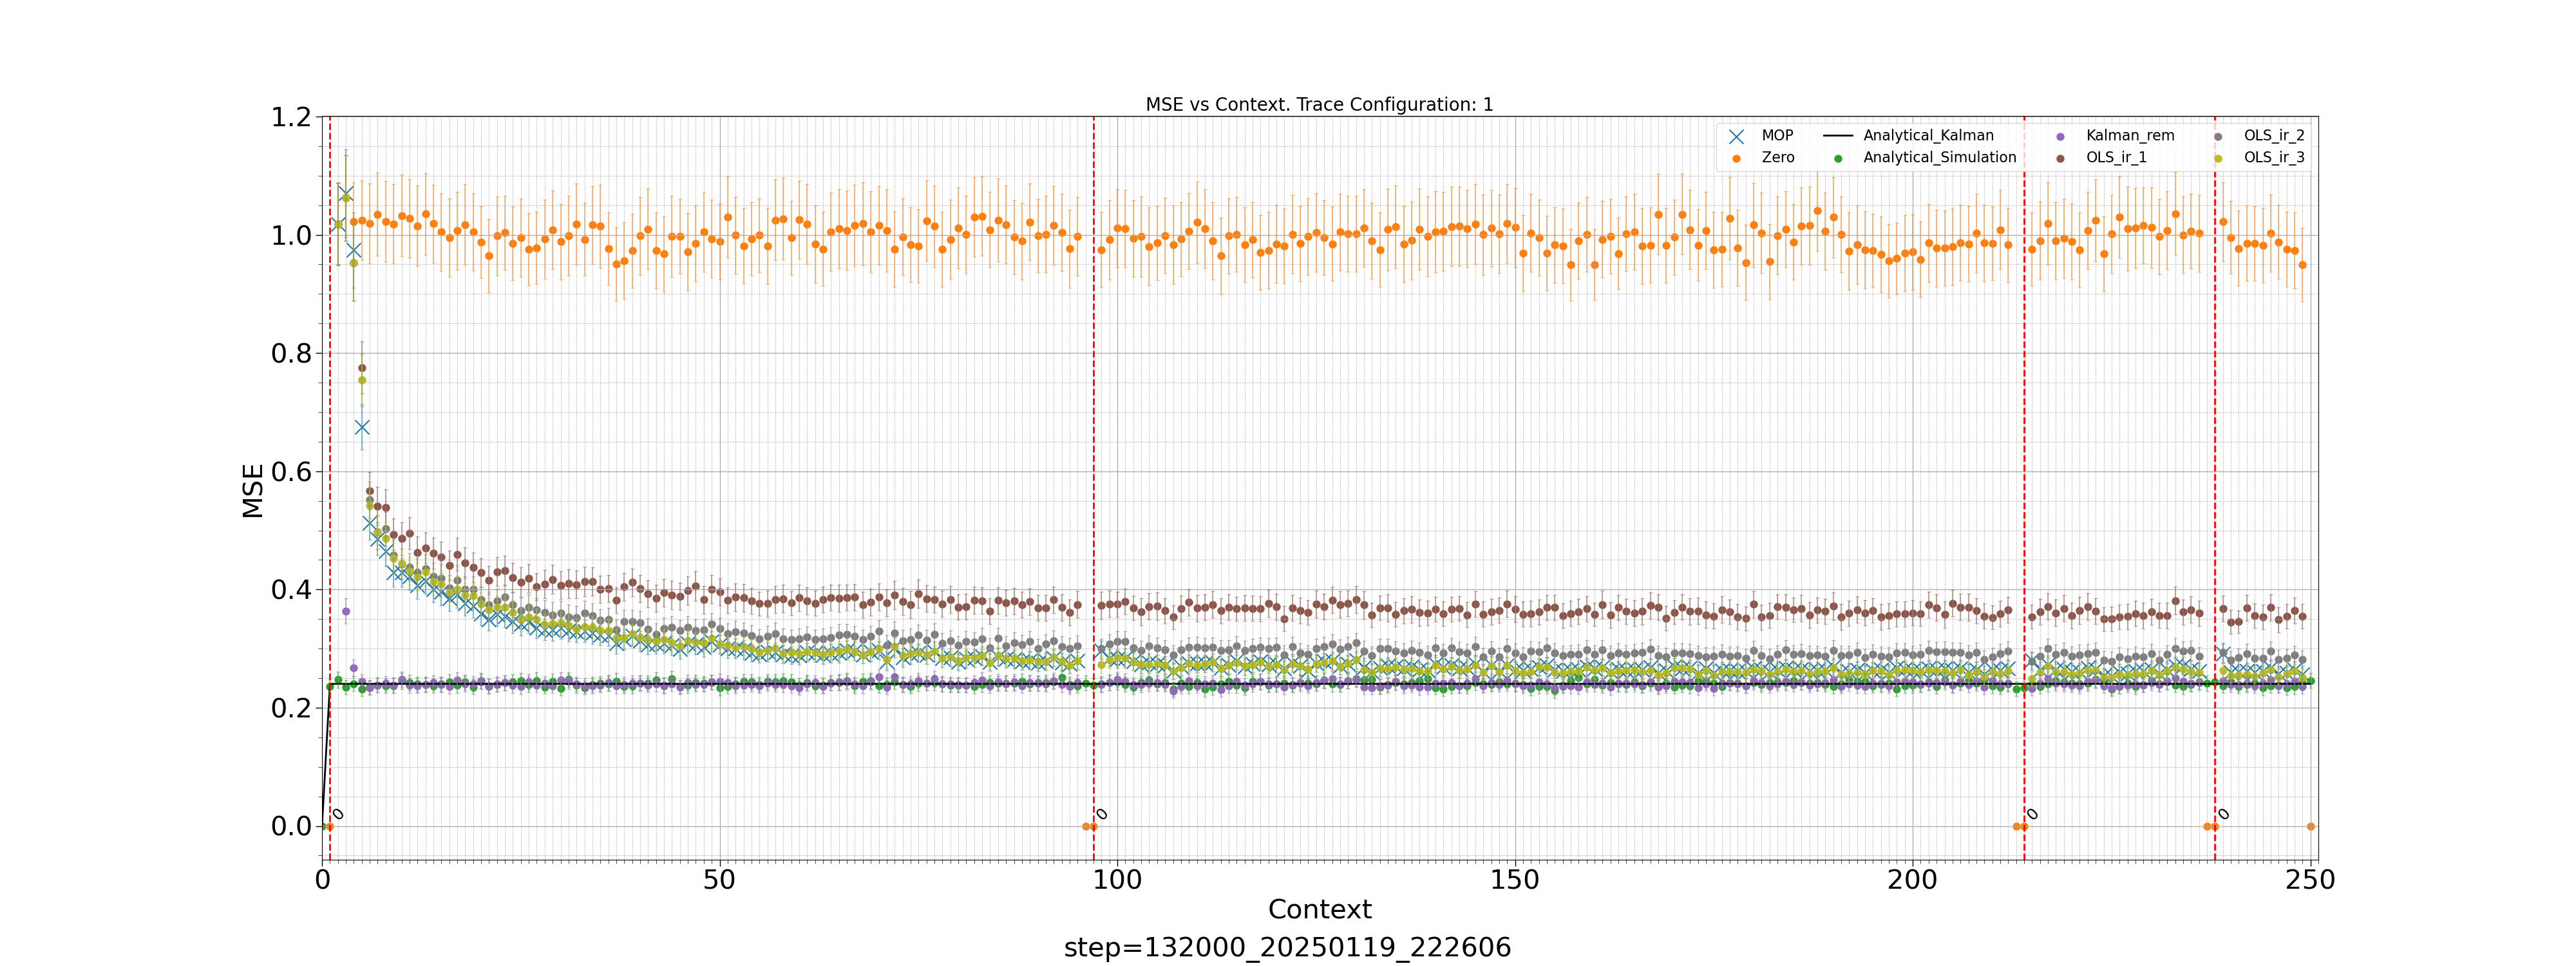 MSE vs Context. Trace Configuration: 1
MOP
Zero
Analytical_Kalman
Analytical_Simulation
Kalman_rem
OLS_ir_1
OLS_ir_2
OLS_ir_3
1.2
1.0
0.8
0.6
0.4
0.2
0.0
MSE
0
0
0
0
0
50
100
150
200
250
Context
step=132000_20250119_222606